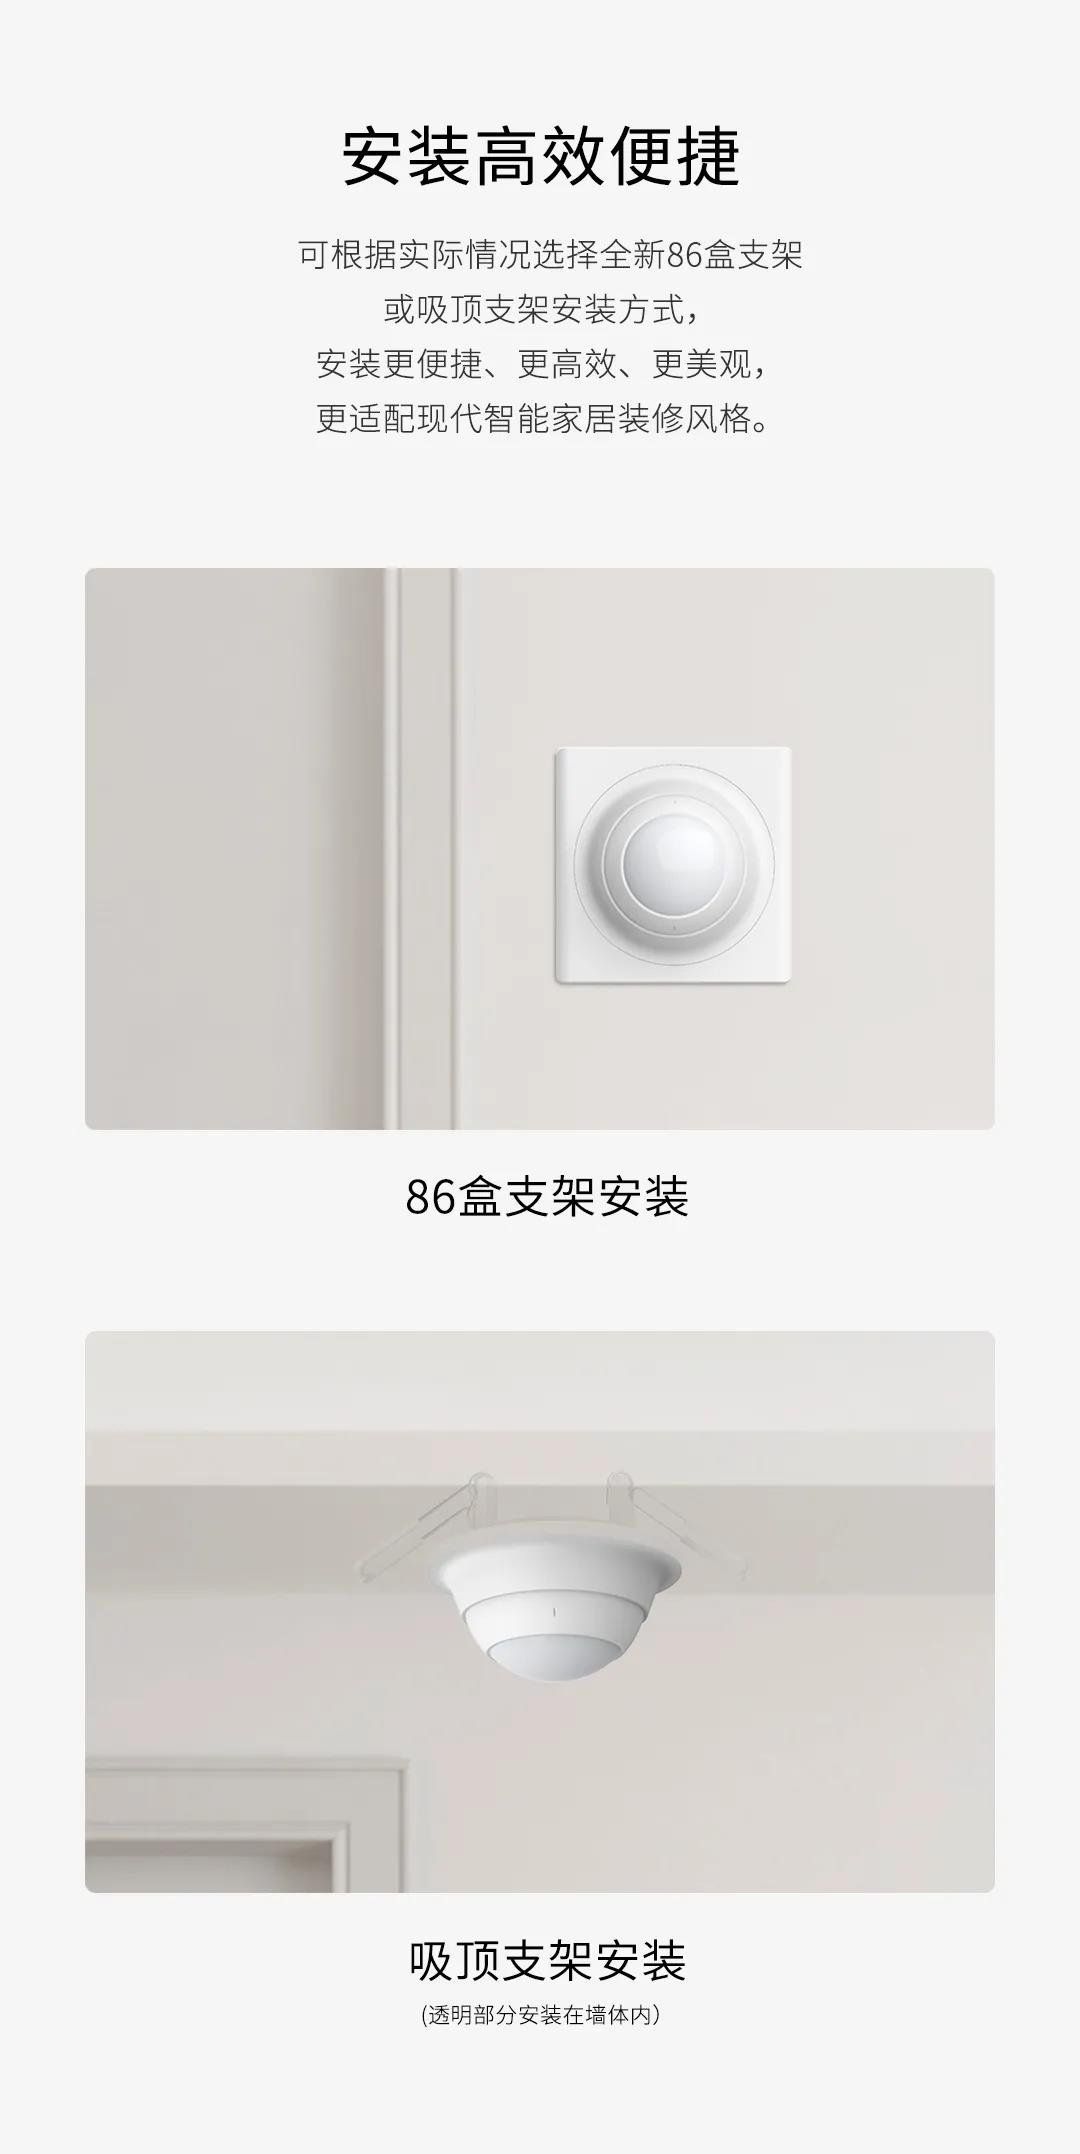 安装高效便捷
可根据实际情况选择全新86盒支架
或吸顶支架安装方式，
安装更便捷、更高效、更美观，
更适配现代智能家居装修风格。
86盒支架安装
吸顶支架安装
(透明部分安装在墙体内)